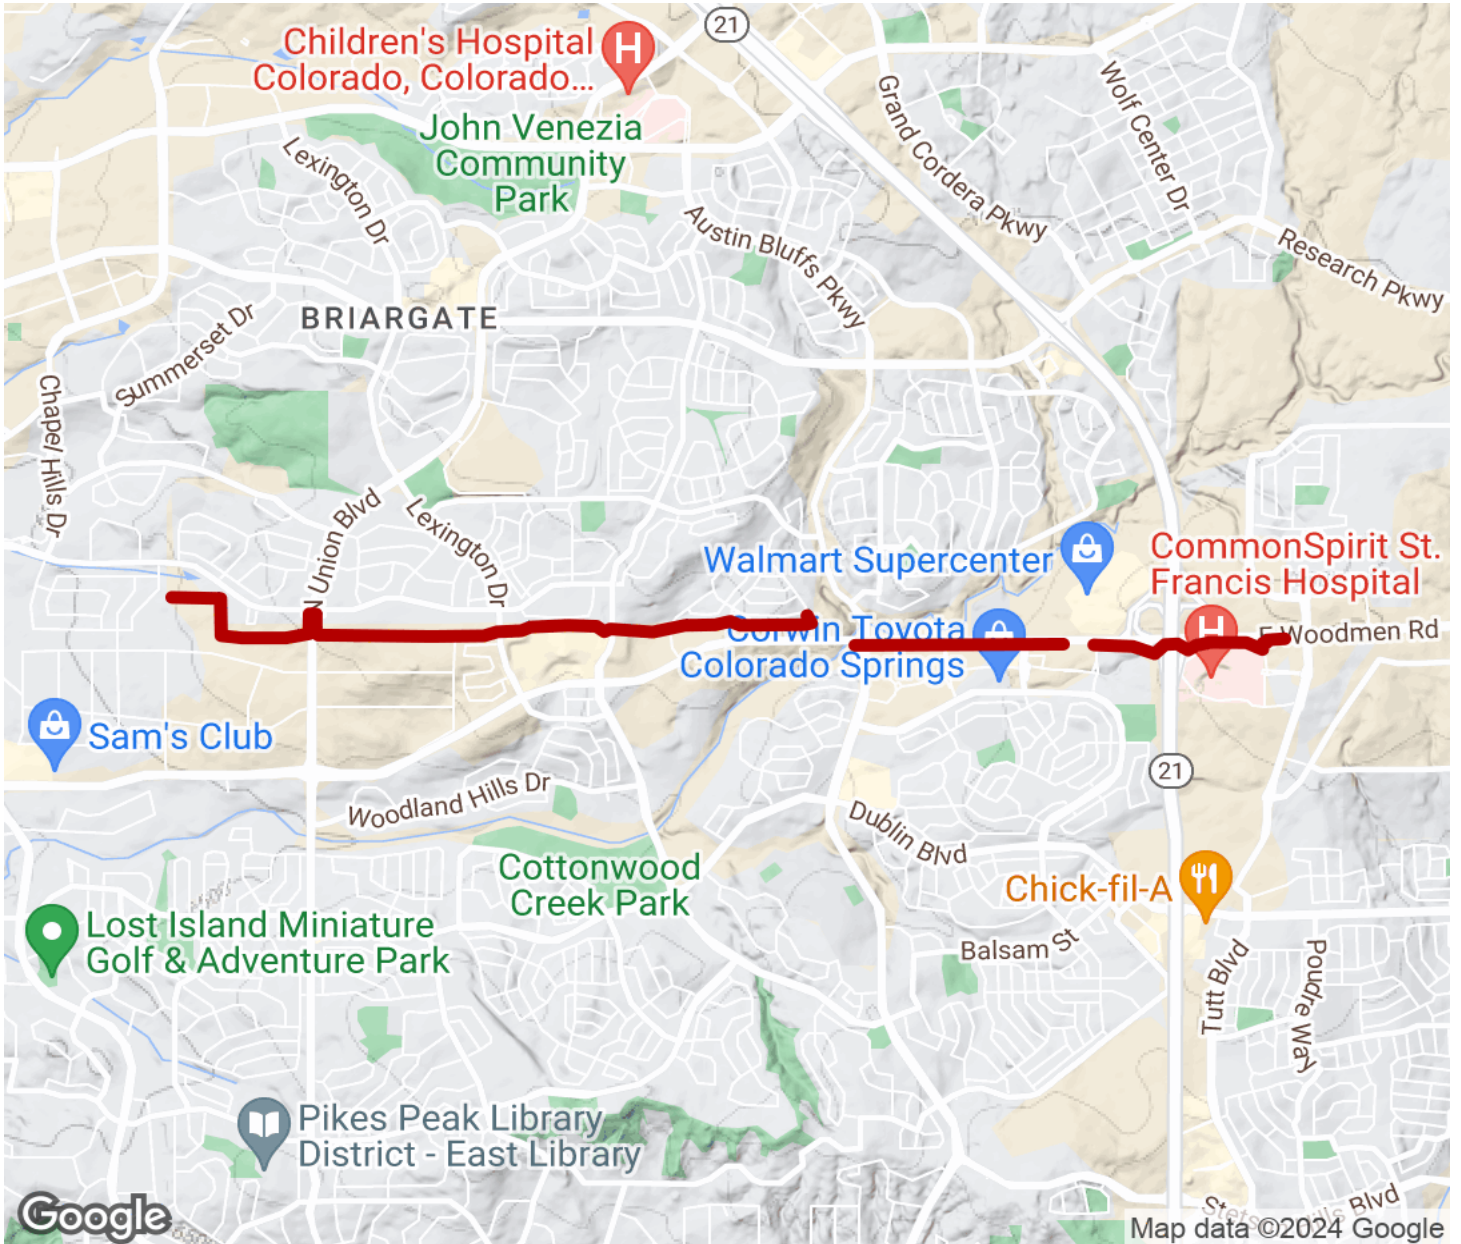 21
Children's Hospital
Colorado, Colorado...
H
John Venezia
Community
Park
Grand Cordera Pkwy
Wolf Center Dr
Research Pkwy
Lexington Dr
Austin Bluffs Pkwy
BRIARGATE
Summerset Dr
Chapel Hills Dr
N Union Blvd
Lexington Dr
Walmart Supercenter
CommonSpirit St.
Francis Hospital
H
E Woodmen Rd
Corwin Toyota
Colorado Springs
Sam's Club
21
Woodland Hills Dr
Dublin Blvd
Cottonwood
Creek Park
Chick-fil-A
Lost Island Miniature
Golf & Adventure Park
Balsam St
Tutt Blvd
Poudre Way
Pikes Peak Library
District - East Library
Google
Map data ©2024 Google